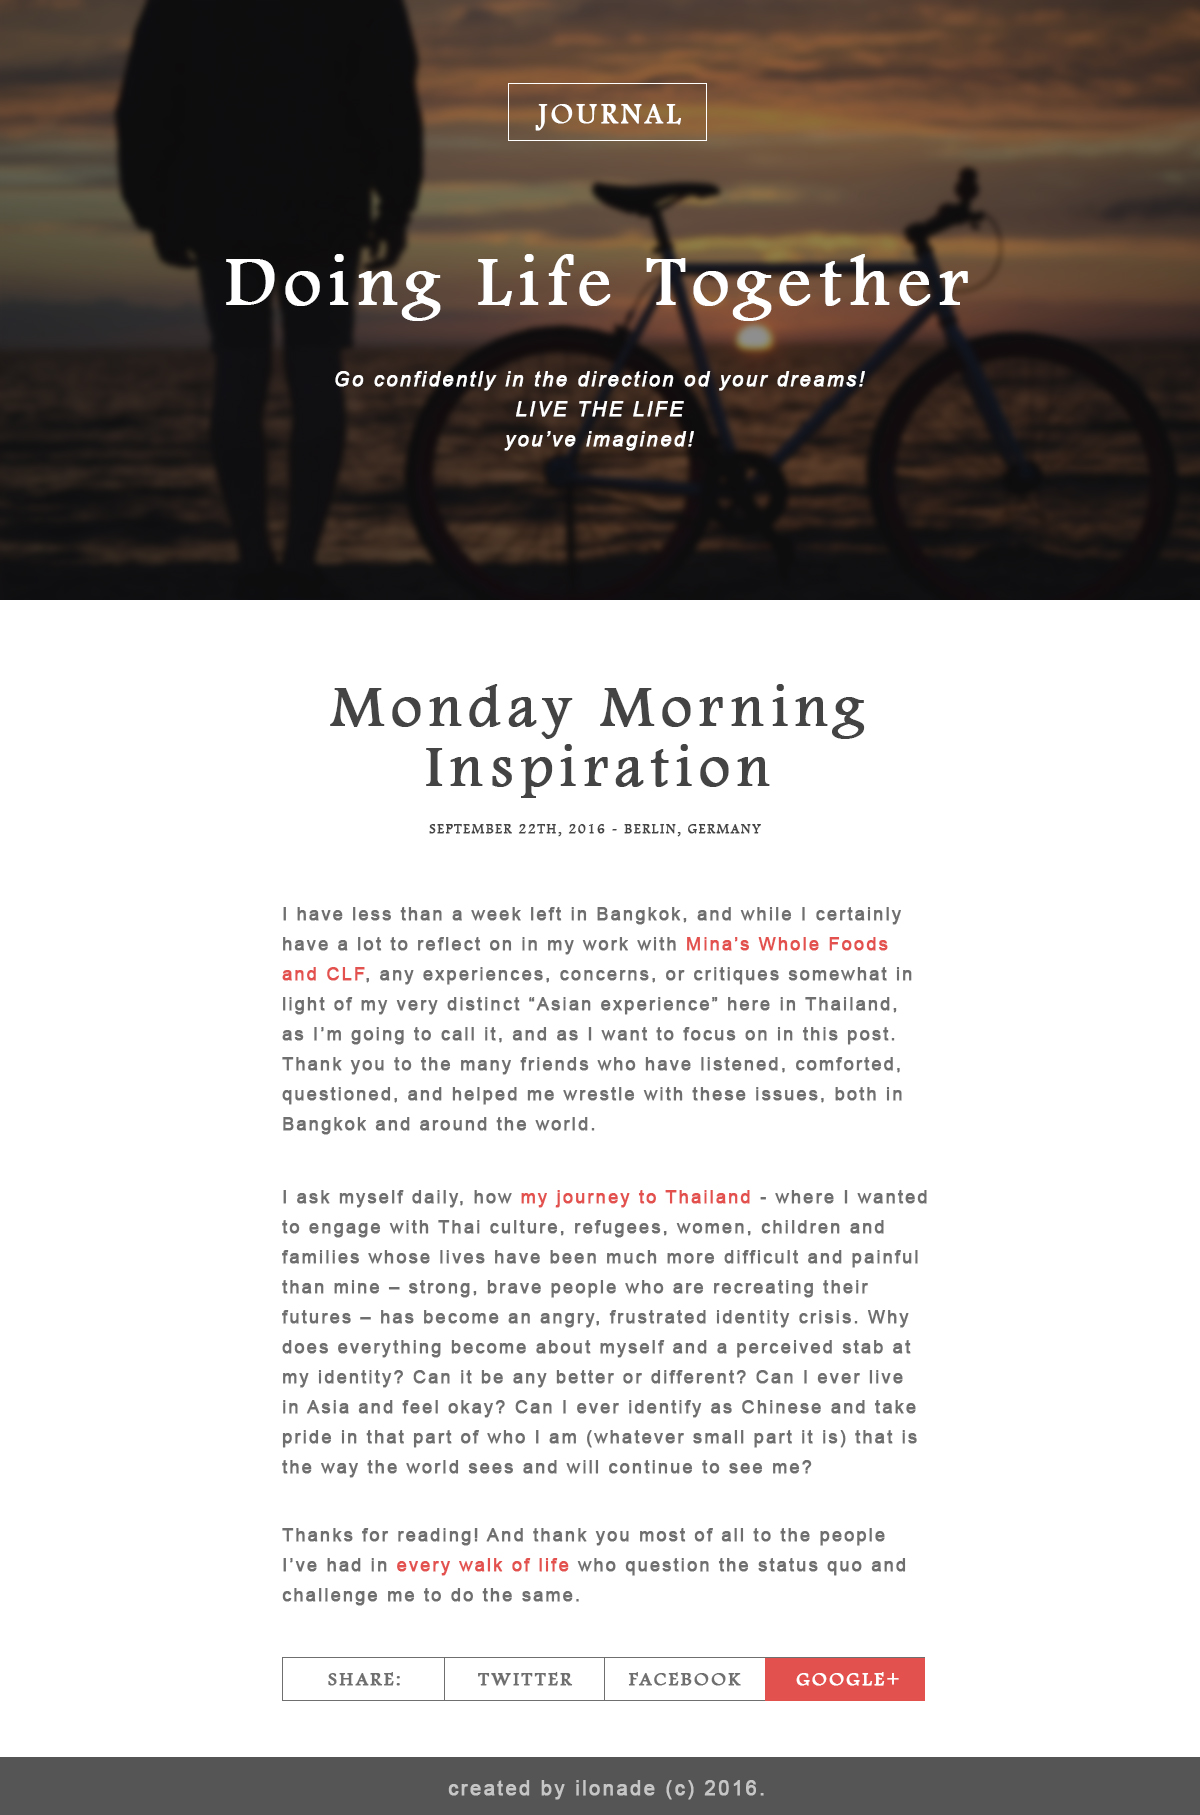 JOURNAL
Doing Life Together
Go confidently in the direction od your dreams!
LIVE THE LIFE
you’ve imagined!
Monday Morning
Inspiration
SEPTEMBER 22TH, 2016 - BERLIN, GERMANY
I have less than a week left in Bangkok, and while I certainly
have a lot to reflect on in my work with Mina's Whole Foods
and CLF, any experiences, concerns, or critiques somewhat in
light of my very distinct “Asian experience” here in Thailand,
as I'm going to call it, and as I want to focus on in this post.
Thank you to the many friends who have listened, comforted,
questioned, and helped me wrestle with these issues, both in
Bangkok and around the world.
I ask myself daily, how my journey to Thailand - where I wanted
to engage with Thai culture, refugees, women, children and
families whose lives have been much more difficult and painful
than mine – strong, brave people who are recreating their
futures – has become an angry, frustrated identity crisis. Why
does everything become about myself and a perceived stab at
my identity? Can it be any better or different? Can I ever live
in Asia and feel okay? Can I ever identify as Chinese and take
pride in that part of who I am (whatever small part it is) that is
the way the world sees and will continue to see me?
Thanks for reading! And thank you most of all to the people
I've had in every walk of life who question the status quo and
challenge me to do the same.
SHARE: TWITTER FACEBOOK GOOGLE+
created by ilonade (c) 2016.